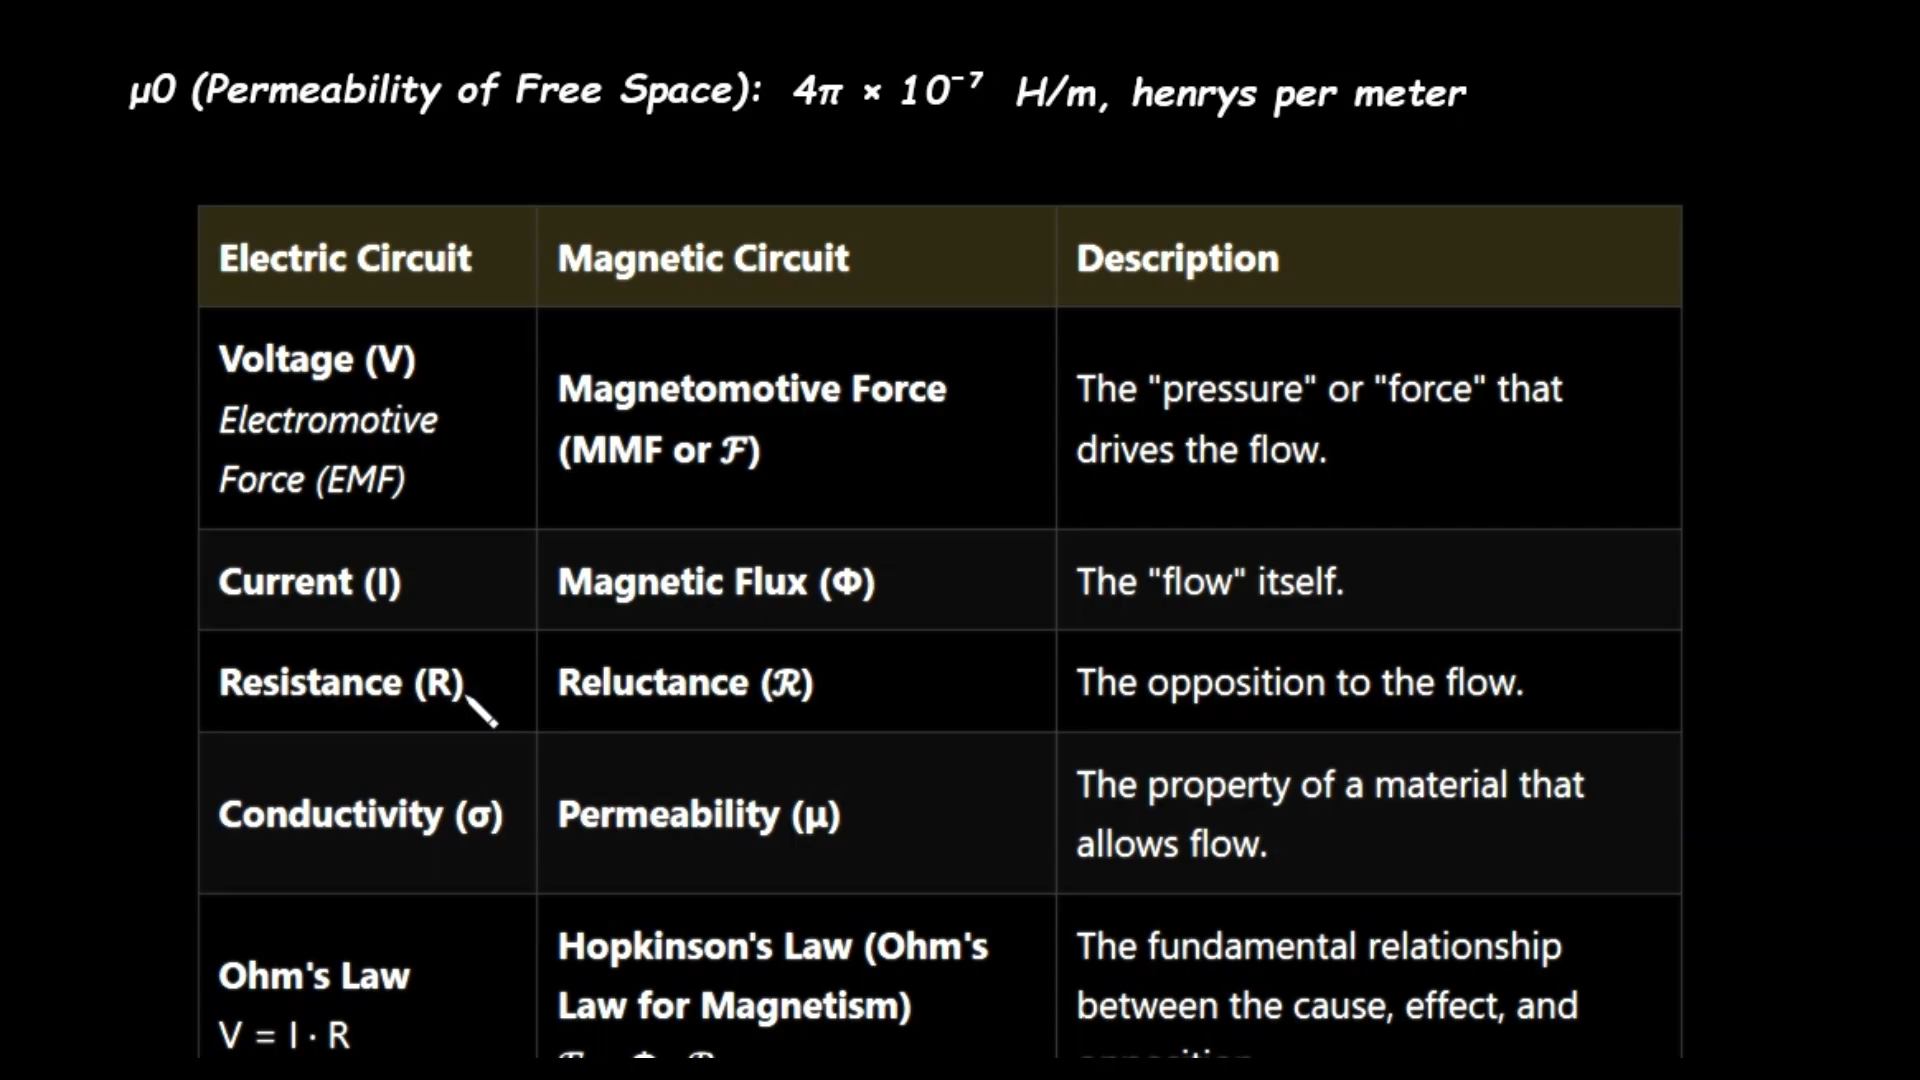 μ0 (Permeability of Free Space): 4π × 10⁻⁷ H/m, henrys per meter
Electric Circuit
Magnetic Circuit
Description
Voltage (V)
Electromotive
Force (EMF)
Magnetomotive Force
(MMF or ℱ)
The "pressure" or "force" that
drives the flow.
Current (I)
Magnetic Flux (Φ)
The "flow" itself.
Resistance (R)
Reluctance (ℛ)
The opposition to the flow.
Conductivity (σ)
Permeability (μ)
The property of a material that
allows flow.
Ohm's Law
V = I · R
Hopkinson's Law (Ohm's
Law for Magnetism)
The fundamental relationship
between the cause, effect, and